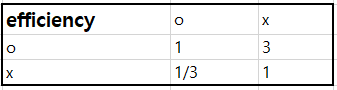 efficiency o x
o 1 3
x 1/3 1